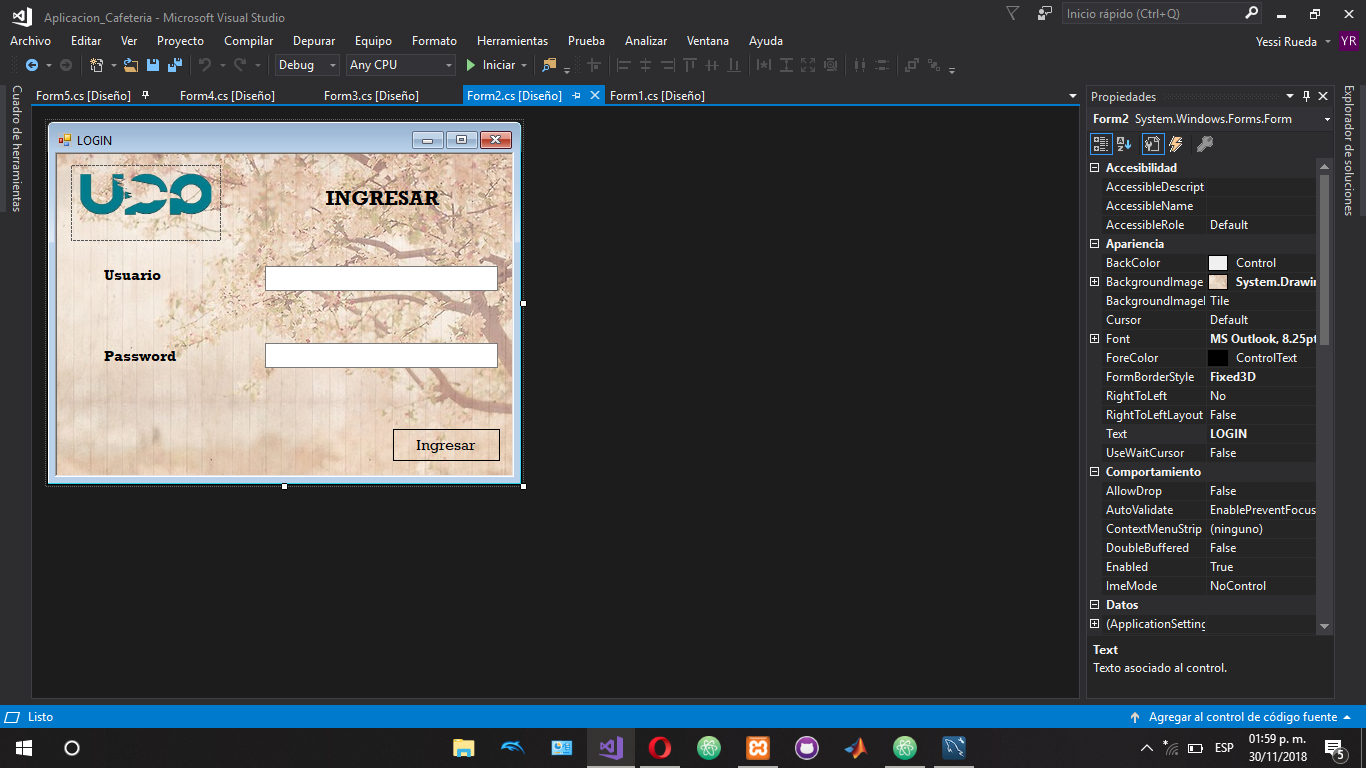 Aplicacion_Cafeteria - Microsoft Visual Studio
Inicio rápido (Ctrl+Q)
Archivo Editar Ver Proyecto Compilar Depurar Equipo Formato Herramientas Prueba Analizar Ventana Ayuda
Yessi Rueda YR
Debug Any CPU Iniciar
Cuadro de herramientas
Form5.cs [Diseño] Form4.cs [Diseño] Form3.cs [Diseño] Form2.cs [Diseño] Form1.cs [Diseño]
LOGIN
INGRESAR
Usuario
Password
Ingresar
Propiedades
Form2 System.Windows.Forms.Form
Accesibilidad
AccessibleDescript
AccessibleName
AccessibleRole Default
Apariencia
BackColor Control
BackgroundImage System.Drawin
BackgroundImageI Tile
Cursor Default
Font MS Outlook, 8.25pt
ForeColor ControlText
FormBorderStyle Fixed3D
RightToLeft No
RightToLeftLayout False
Text LOGIN
UseWaitCursor False
Comportamiento
AllowDrop False
AutoValidate EnablePreventFocus
ContextMenuStrip (ninguno)
DoubleBuffered False
Enabled True
ImeMode NoControl
Datos
(ApplicationSetting
Text
Texto asociado al control.
Explorador de soluciones
Listo
Agregar al control de código fuente
ESP
01:59 p. m.
30/11/2018
5